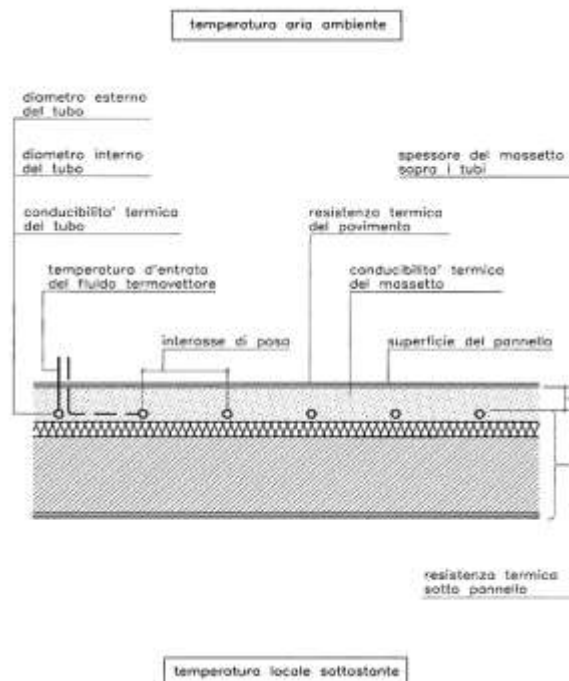 temperatura aria ambiente
diametro esterno
del tubo
diametro interno
del tubo
spessore del massetto
sopra i tubi
conducibilita' termica
del tubo
resistenza termica
del pavimento
temperatura d'entrata
del fluido termovettore
conducibilita' termica
del massetto
interasse di posa
superficie del pannello
resistenza termica
sotto pannello
temperatura locale sottostante